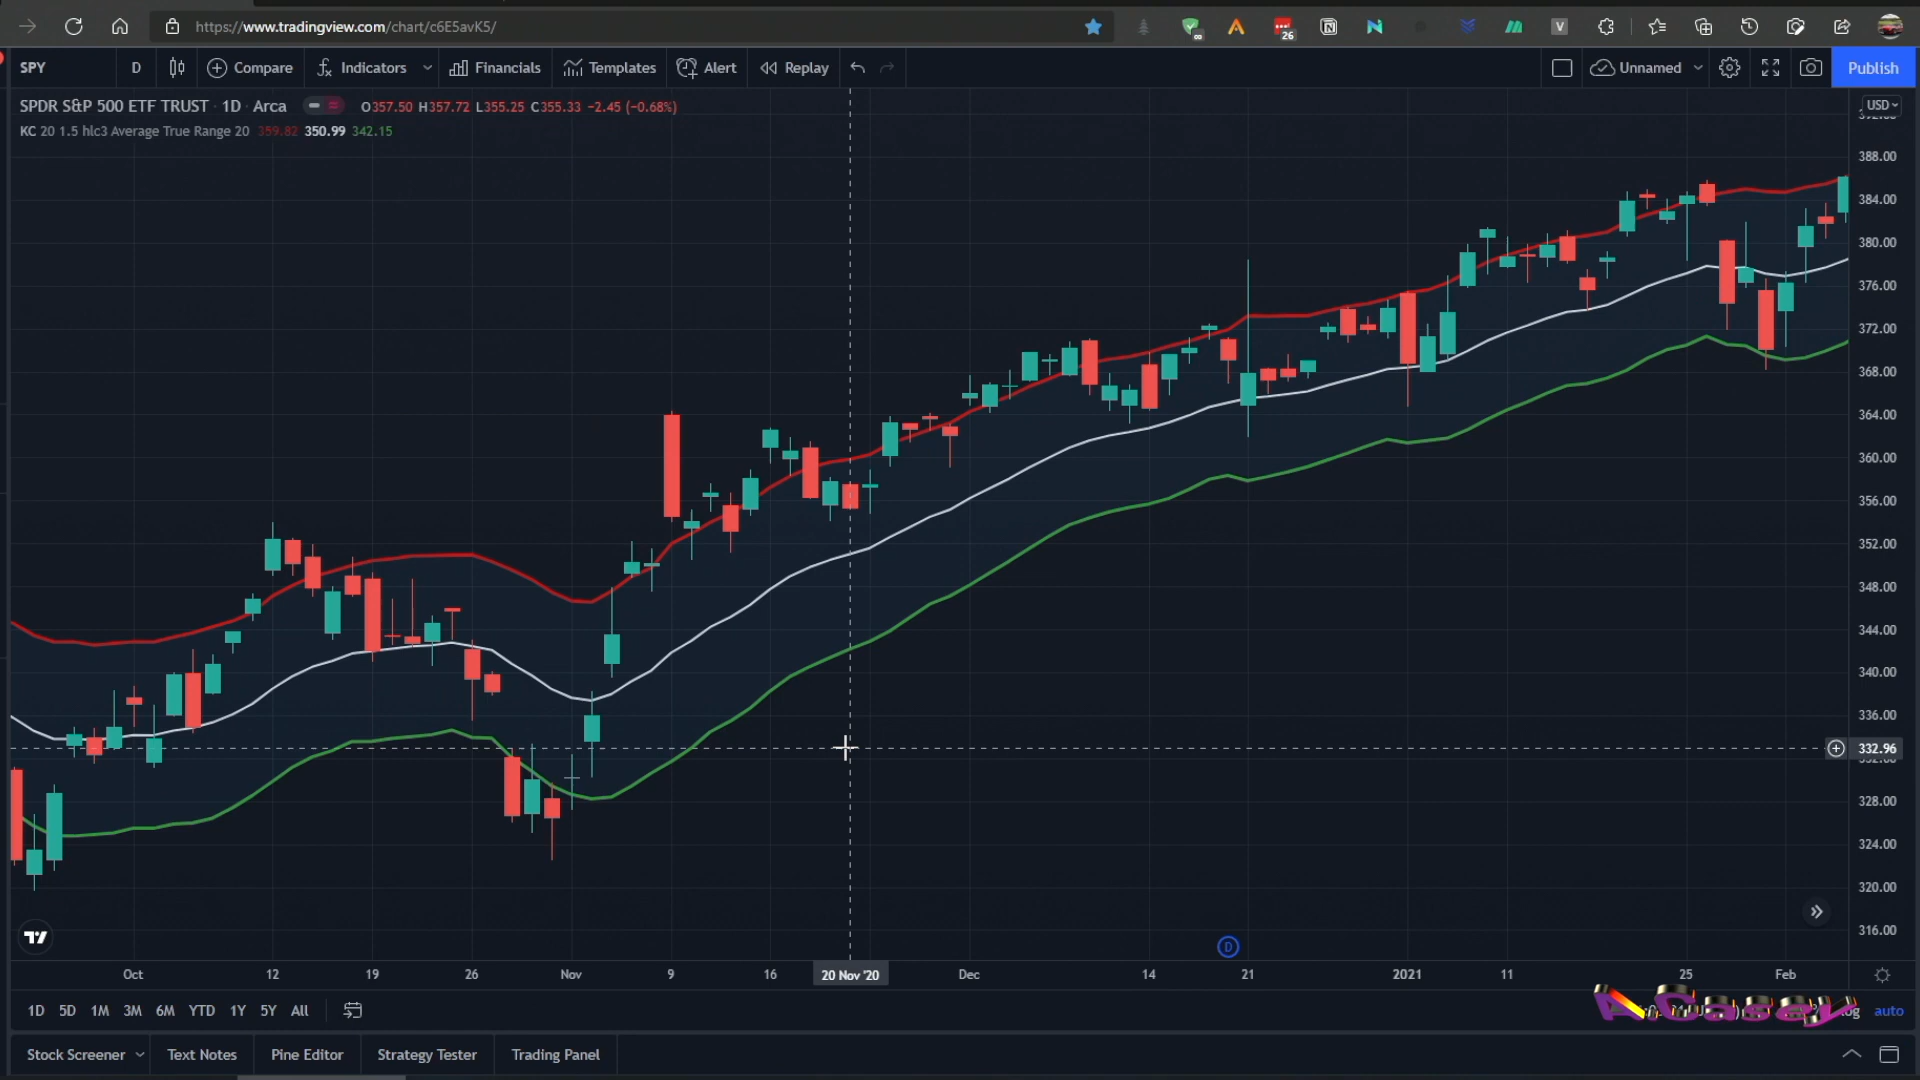 https://www.tradingview.com/chart/c6E5avK5/
26
V
SPY D Compare Indicators Financials Templates Alert Replay Unnamed Publish
SPDR S&P 500 ETF TRUST · 1D · Arca O357.50 H357.72 L355.25 C355.33 −2.45 (−0.68%)
USD
KC 20 1.5 hlc3 Average True Range 20 359.82 350.99 342.15
388.00
384.00
380.00
376.00
372.00
368.00
364.00
360.00
356.00
352.00
348.00
344.00
340.00
336.00
332.96
328.00
324.00
320.00
316.00
D
Oct 12 19 26 Nov 9 16 20 Nov '20 Dec 14 21 2021 11 25 Feb
1D 5D 1M 3M 6M YTD 1Y 5Y All auto
A.Casey
Stock Screener Text Notes Pine Editor Strategy Tester Trading Panel